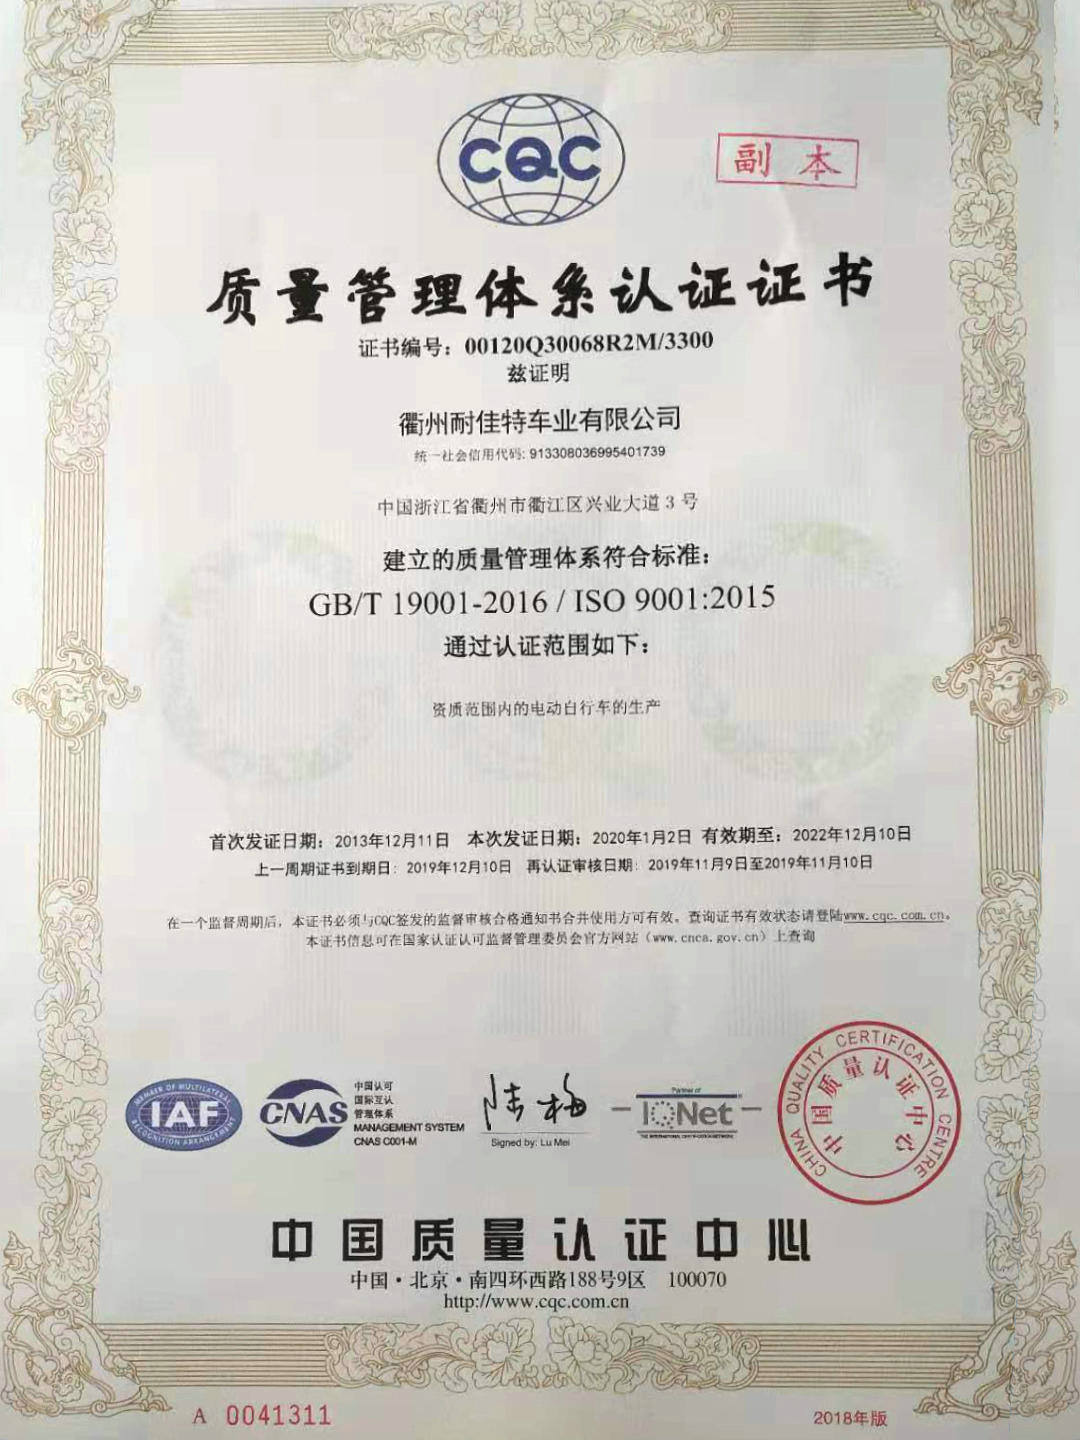 CQC
副 本
质量管理体系认证证书
证书编号：00120Q30068R2M/3300
兹证明
衢州耐佳特车业有限公司
统一社会信用代码: 913308036995401739
中国浙江省衢州市衢江区兴业大道 3 号
建立的质量管理体系符合标准：
GB/T 19001-2016 / ISO 9001:2015
通过认证范围如下：
资质范围内的电动自行车的生产
首次发证日期：2013年12月11日 本次发证日期：2020年1月2日 有效期至：2022年12月10日
上一周期证书到期日：2019年12月10日 再认证审核日期：2019年11月9日至2019年11月10日
在一个监督周期后，本证书必须与CQC签发的监督审核合格通知书合并使用方可有效。查询证书有效状态请登陆www.cqc.com.cn。
本证书信息可在国家认证认可监督管理委员会官方网站（www.cnca.gov.cn）上查询
MEMBER OF MULTILATERAL
IAF
RECOGNITION ARRANGEMENT
CNAS
中国认可
国际互认
管理体系
MANAGEMENT SYSTEM
CNAS C001-M
陆梅
Signed by: Lu Mei
Partner of
IQNet
THE INTERNATIONAL CERTIFICATION NETWORK
CHINA QUALITY CERTIFICATION CENTRE
中国质量认证中心
中国质量认证中心
中国·北京·南四环西路188号9区 100070
http://www.cqc.com.cn
A 0041311
2018年版